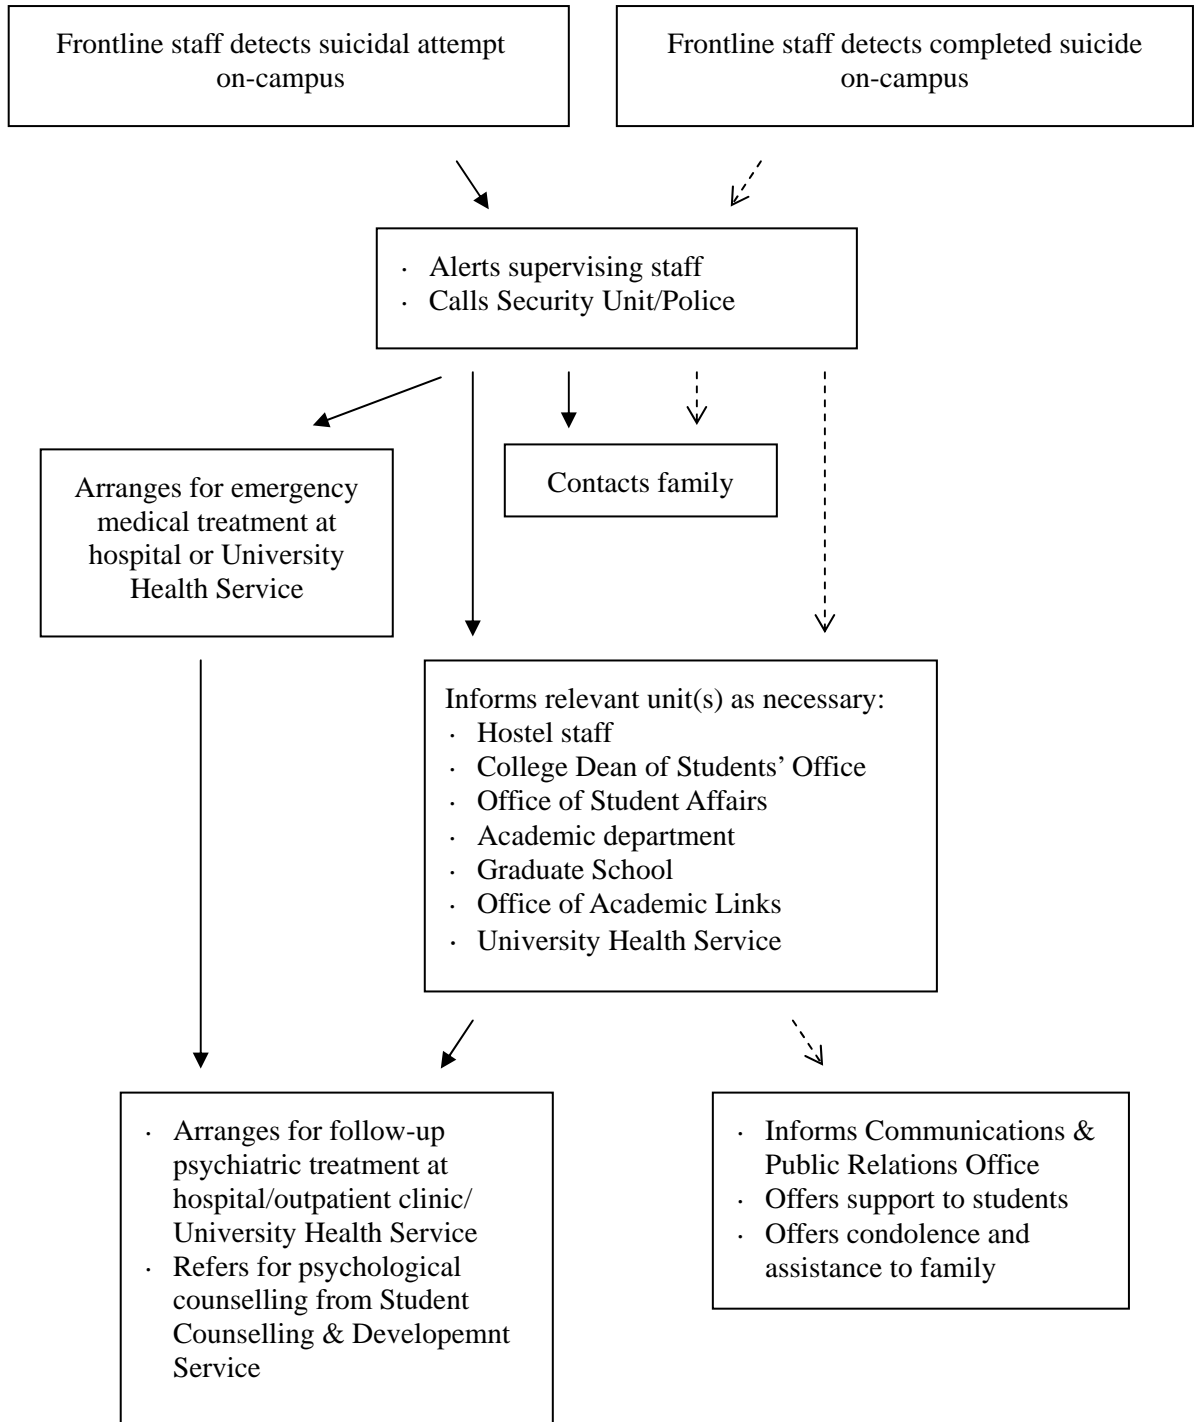 Frontline staff detects suicidal attempt
on-campus
Frontline staff detects completed suicide
on-campus
· Alerts supervising staff
· Calls Security Unit/Police
Arranges for emergency
medical treatment at
hospital or University
Health Service
Contacts family
Informs relevant unit(s) as necessary:
· Hostel staff
· College Dean of Students’ Office
· Office of Student Affairs
· Academic department
· Graduate School
· Office of Academic Links
· University Health Service
· Arranges for follow-up
psychiatric treatment at
hospital/outpatient clinic/
University Health Service
· Refers for psychological
counselling from Student
Counselling & Developemnt
Service
· Informs Communications &
Public Relations Office
· Offers support to students
· Offers condolence and
assistance to family